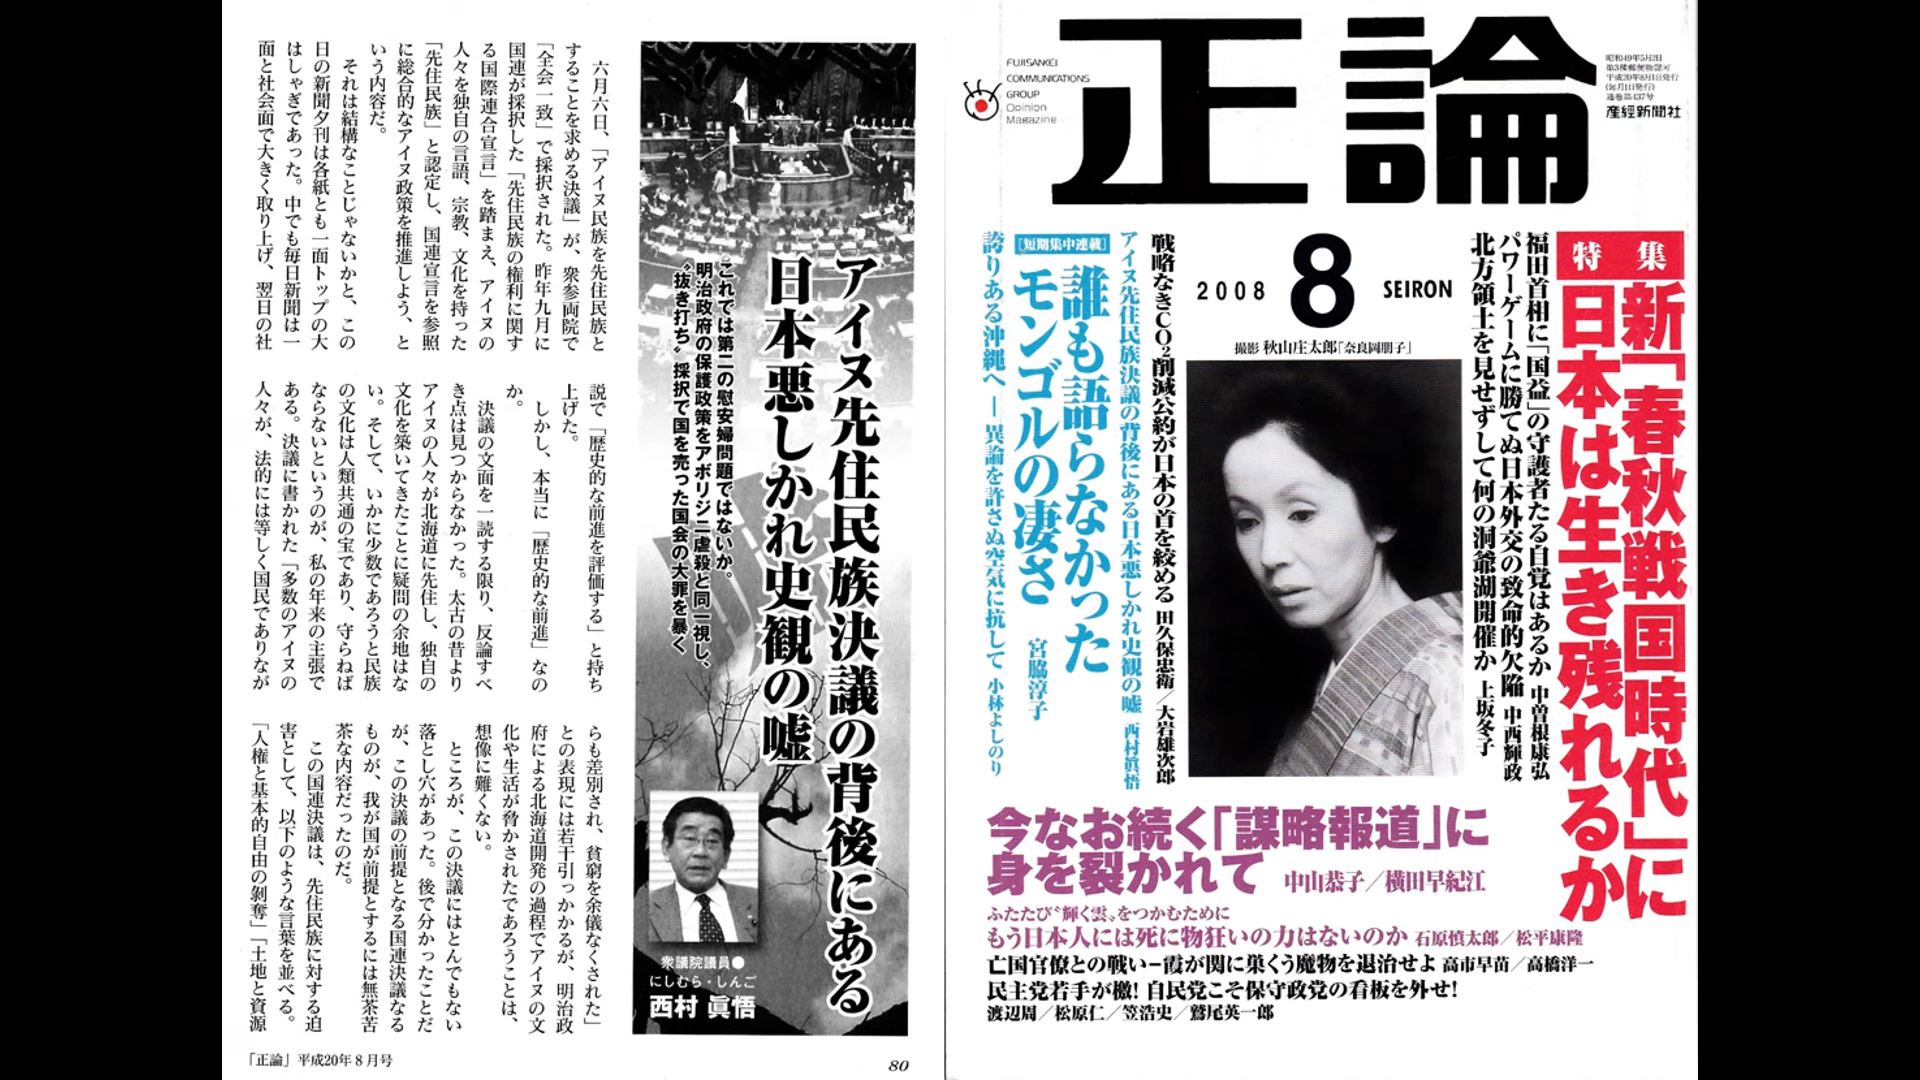 アイヌ先住民族決議の背後にある
日本悪しかれ史観の嘘
これでは第二の慰安婦問題ではないか。
明治政府の保護政策をアボリジニ虐殺と同一視し、
〝抜き打ち〟採択で国を売った国会の大罪を暴く
衆議院議員●
にしむら・しんご
西村 眞悟
六月六日、「アイヌ民族を先住民族と
することを求める決議」が、衆参両院で
「全会一致」で採択された。昨年九月に
国連が採択した「先住民族の権利に関す
る国際連合宣言」を踏まえ、アイヌの
人々を独自の言語、宗教、文化を持った
「先住民族」と認定し、国連宣言を参照
に総合的なアイヌ政策を推進しよう、と
いう内容だ。
それは結構なことじゃないかと、この
日の新聞夕刊は各紙とも一面トップの大
はしゃぎであった。中でも毎日新聞は一
面と社会面で大きく取り上げ、翌日の社
説で「歴史的な前進を評価する」と持ち
上げた。
しかし、本当に「歴史的な前進」なの
か。
決議の文面を一読する限り、反論すべ
き点は見つからなかった。太古の昔より
アイヌの人々が北海道に先住し、独自の
文化を築いてきたことに疑問の余地はな
い。そして、いかに少数であろうと民族
の文化は人類共通の宝であり、守らねば
ならないというのが、私の年来の主張で
ある。決議に書かれた「多数のアイヌの
人々が、法的には等しく国民でありなが
らも差別され、貧窮を余儀なくされた」
との表現には若干引っかかるが、明治政
府による北海道開発の過程でアイヌの文
化や生活が脅かされたであろうことは、
想像に難くない。
ところが、この決議にはとんでもない
落とし穴があった。後で分かったことだ
が、この決議の前提となる国連決議なる
ものが、我が国が前提とするには無茶苦
茶な内容だったのだ。
この国連決議は、先住民族に対する迫
害として、以下のような言葉を並べる。
「人権と基本的自由の剝奪」「土地と資源
「正論」平成20年8月号
80
FUJISANKEI
COMMUNICATIONS
GROUP
Opinion
Magazine
正論
昭和49年5月2日
第3種郵便物認可
平成20年8月1日発行
(毎月1日発行)
通巻第437号
産經新聞社
2008 8 SEIRON
撮影 秋山庄太郎「奈良岡朋子」
特集
新「春秋戦国時代」に
日本は生き残れるか
福田首相に「国益」の守護者たる自覚はあるか 中曽根康弘
パワーゲームに勝てぬ日本外交の致命的欠陥 中西輝政
北方領土を見せずして何の洞爺湖開催か 上坂冬子
戦略なきCO2削減公約が日本の首を絞める 田久保忠衛/大岩雄次郎
アイヌ先住民族決議の背後にある日本悪しかれ史観の嘘 西村眞悟
[短期集中連載]
誰も語らなかった
モンゴルの凄さ 宮脇淳子
誇りある沖縄へ―異論を許さぬ空気に抗して 小林よしのり
今なお続く「謀略報道」に
身を裂かれて 中山恭子/横田早紀江
ふたたび〝輝く雲〟をつかむために
もう日本人には死に物狂いの力はないのか 石原慎太郎/松平康隆
亡国官僚との戦い−霞が関に巣くう魔物を退治せよ 高市早苗/高橋洋一
民主党若手が檄! 自民党こそ保守政党の看板を外せ!
渡辺周/松原仁/笠浩史/鷲尾英一郎